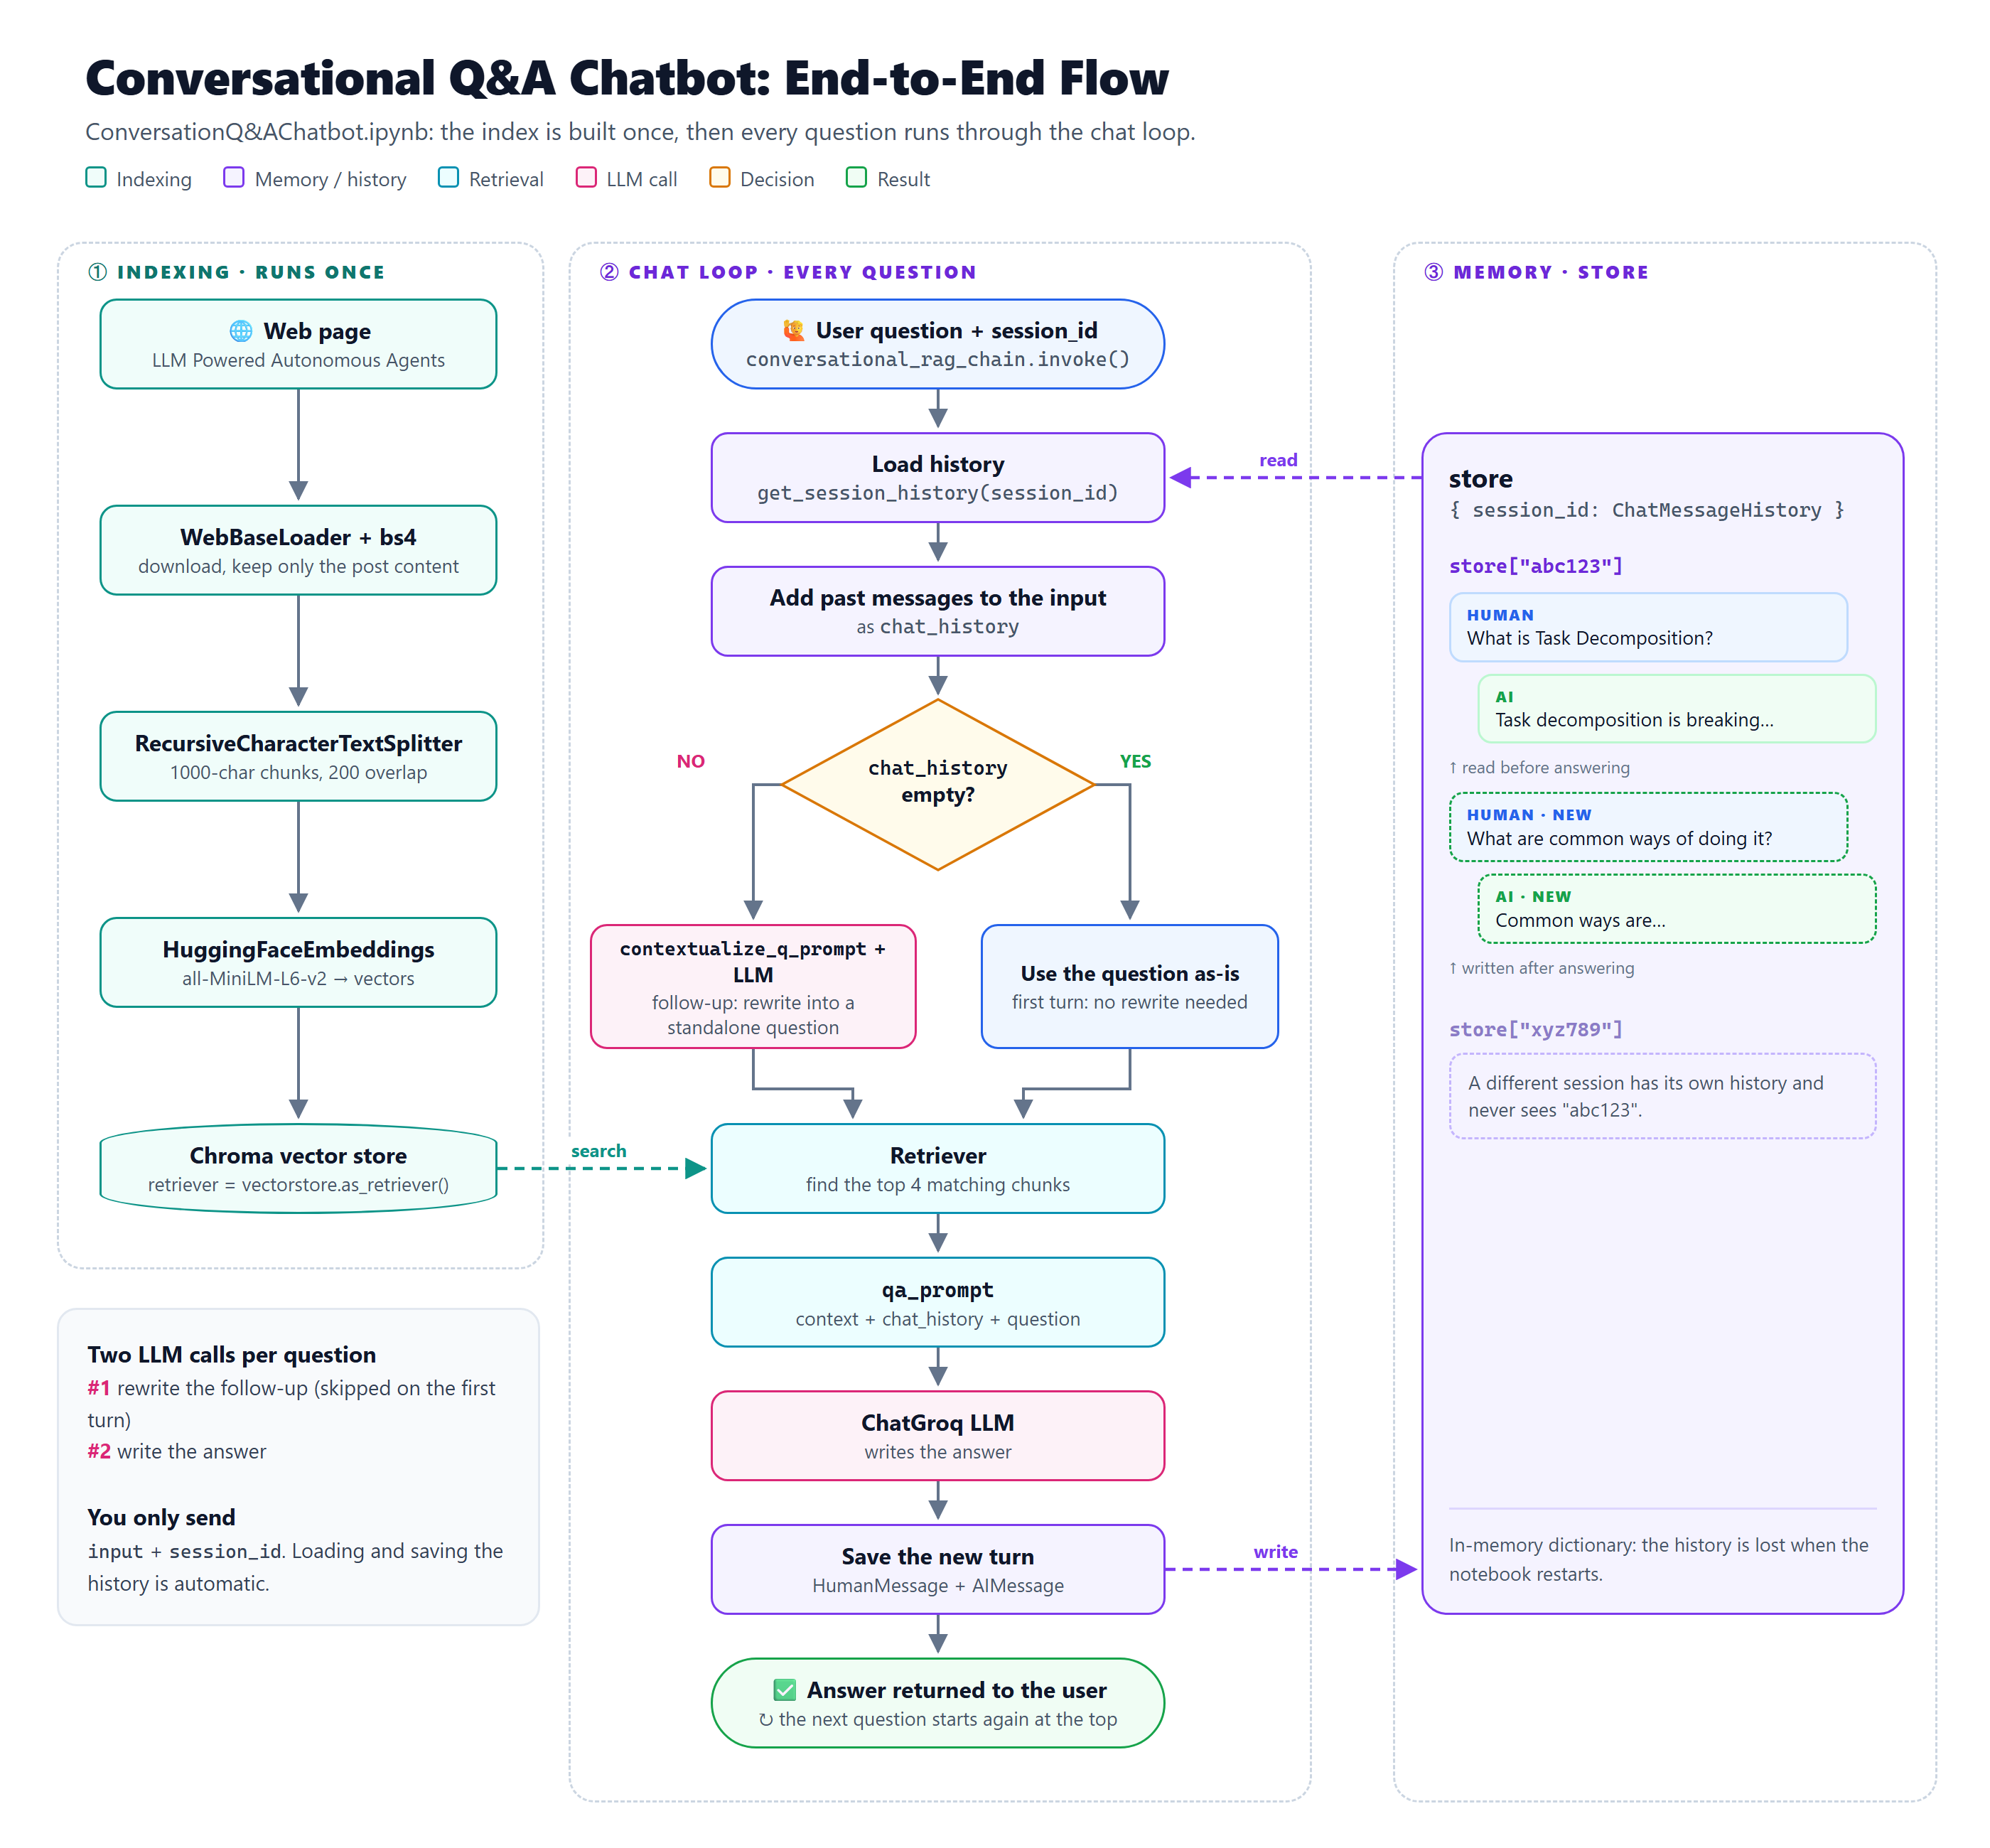 Conversational Q&A Chatbot: End-to-End Flow
ConversationQ&AChatbot.ipynb: the index is built once, then every question runs through the chat loop.
Indexing
Memory / history
Retrieval
LLM call
Decision
Result
① INDEXING · RUNS ONCE
🌐 Web page
LLM Powered Autonomous Agents
WebBaseLoader + bs4
download, keep only the post content
RecursiveCharacterTextSplitter
1000-char chunks, 200 overlap
HuggingFaceEmbeddings
all-MiniLM-L6-v2 → vectors
Chroma vector store
retriever = vectorstore.as_retriever()
search
Two LLM calls per question
#1 rewrite the follow-up (skipped on the first
turn)
#2 write the answer
You only send
input + session_id. Loading and saving the
history is automatic.
② CHAT LOOP · EVERY QUESTION
🙋 User question + session_id
conversational_rag_chain.invoke()
Load history
get_session_history(session_id)
read
Add past messages to the input
as chat_history
chat_history
empty?
NO
YES
contextualize_q_prompt +
LLM
follow-up: rewrite into a
standalone question
Use the question as-is
first turn: no rewrite needed
Retriever
find the top 4 matching chunks
qa_prompt
context + chat_history + question
ChatGroq LLM
writes the answer
Save the new turn
HumanMessage + AIMessage
write
✅ Answer returned to the user
↻ the next question starts again at the top
③ MEMORY · STORE
store
{ session_id: ChatMessageHistory }
store["abc123"]
HUMAN
What is Task Decomposition?
AI
Task decomposition is breaking...
↑ read before answering
HUMAN · NEW
What are common ways of doing it?
AI · NEW
Common ways are...
↑ written after answering
store["xyz789"]
A different session has its own history and
never sees "abc123".
In-memory dictionary: the history is lost when the
notebook restarts.